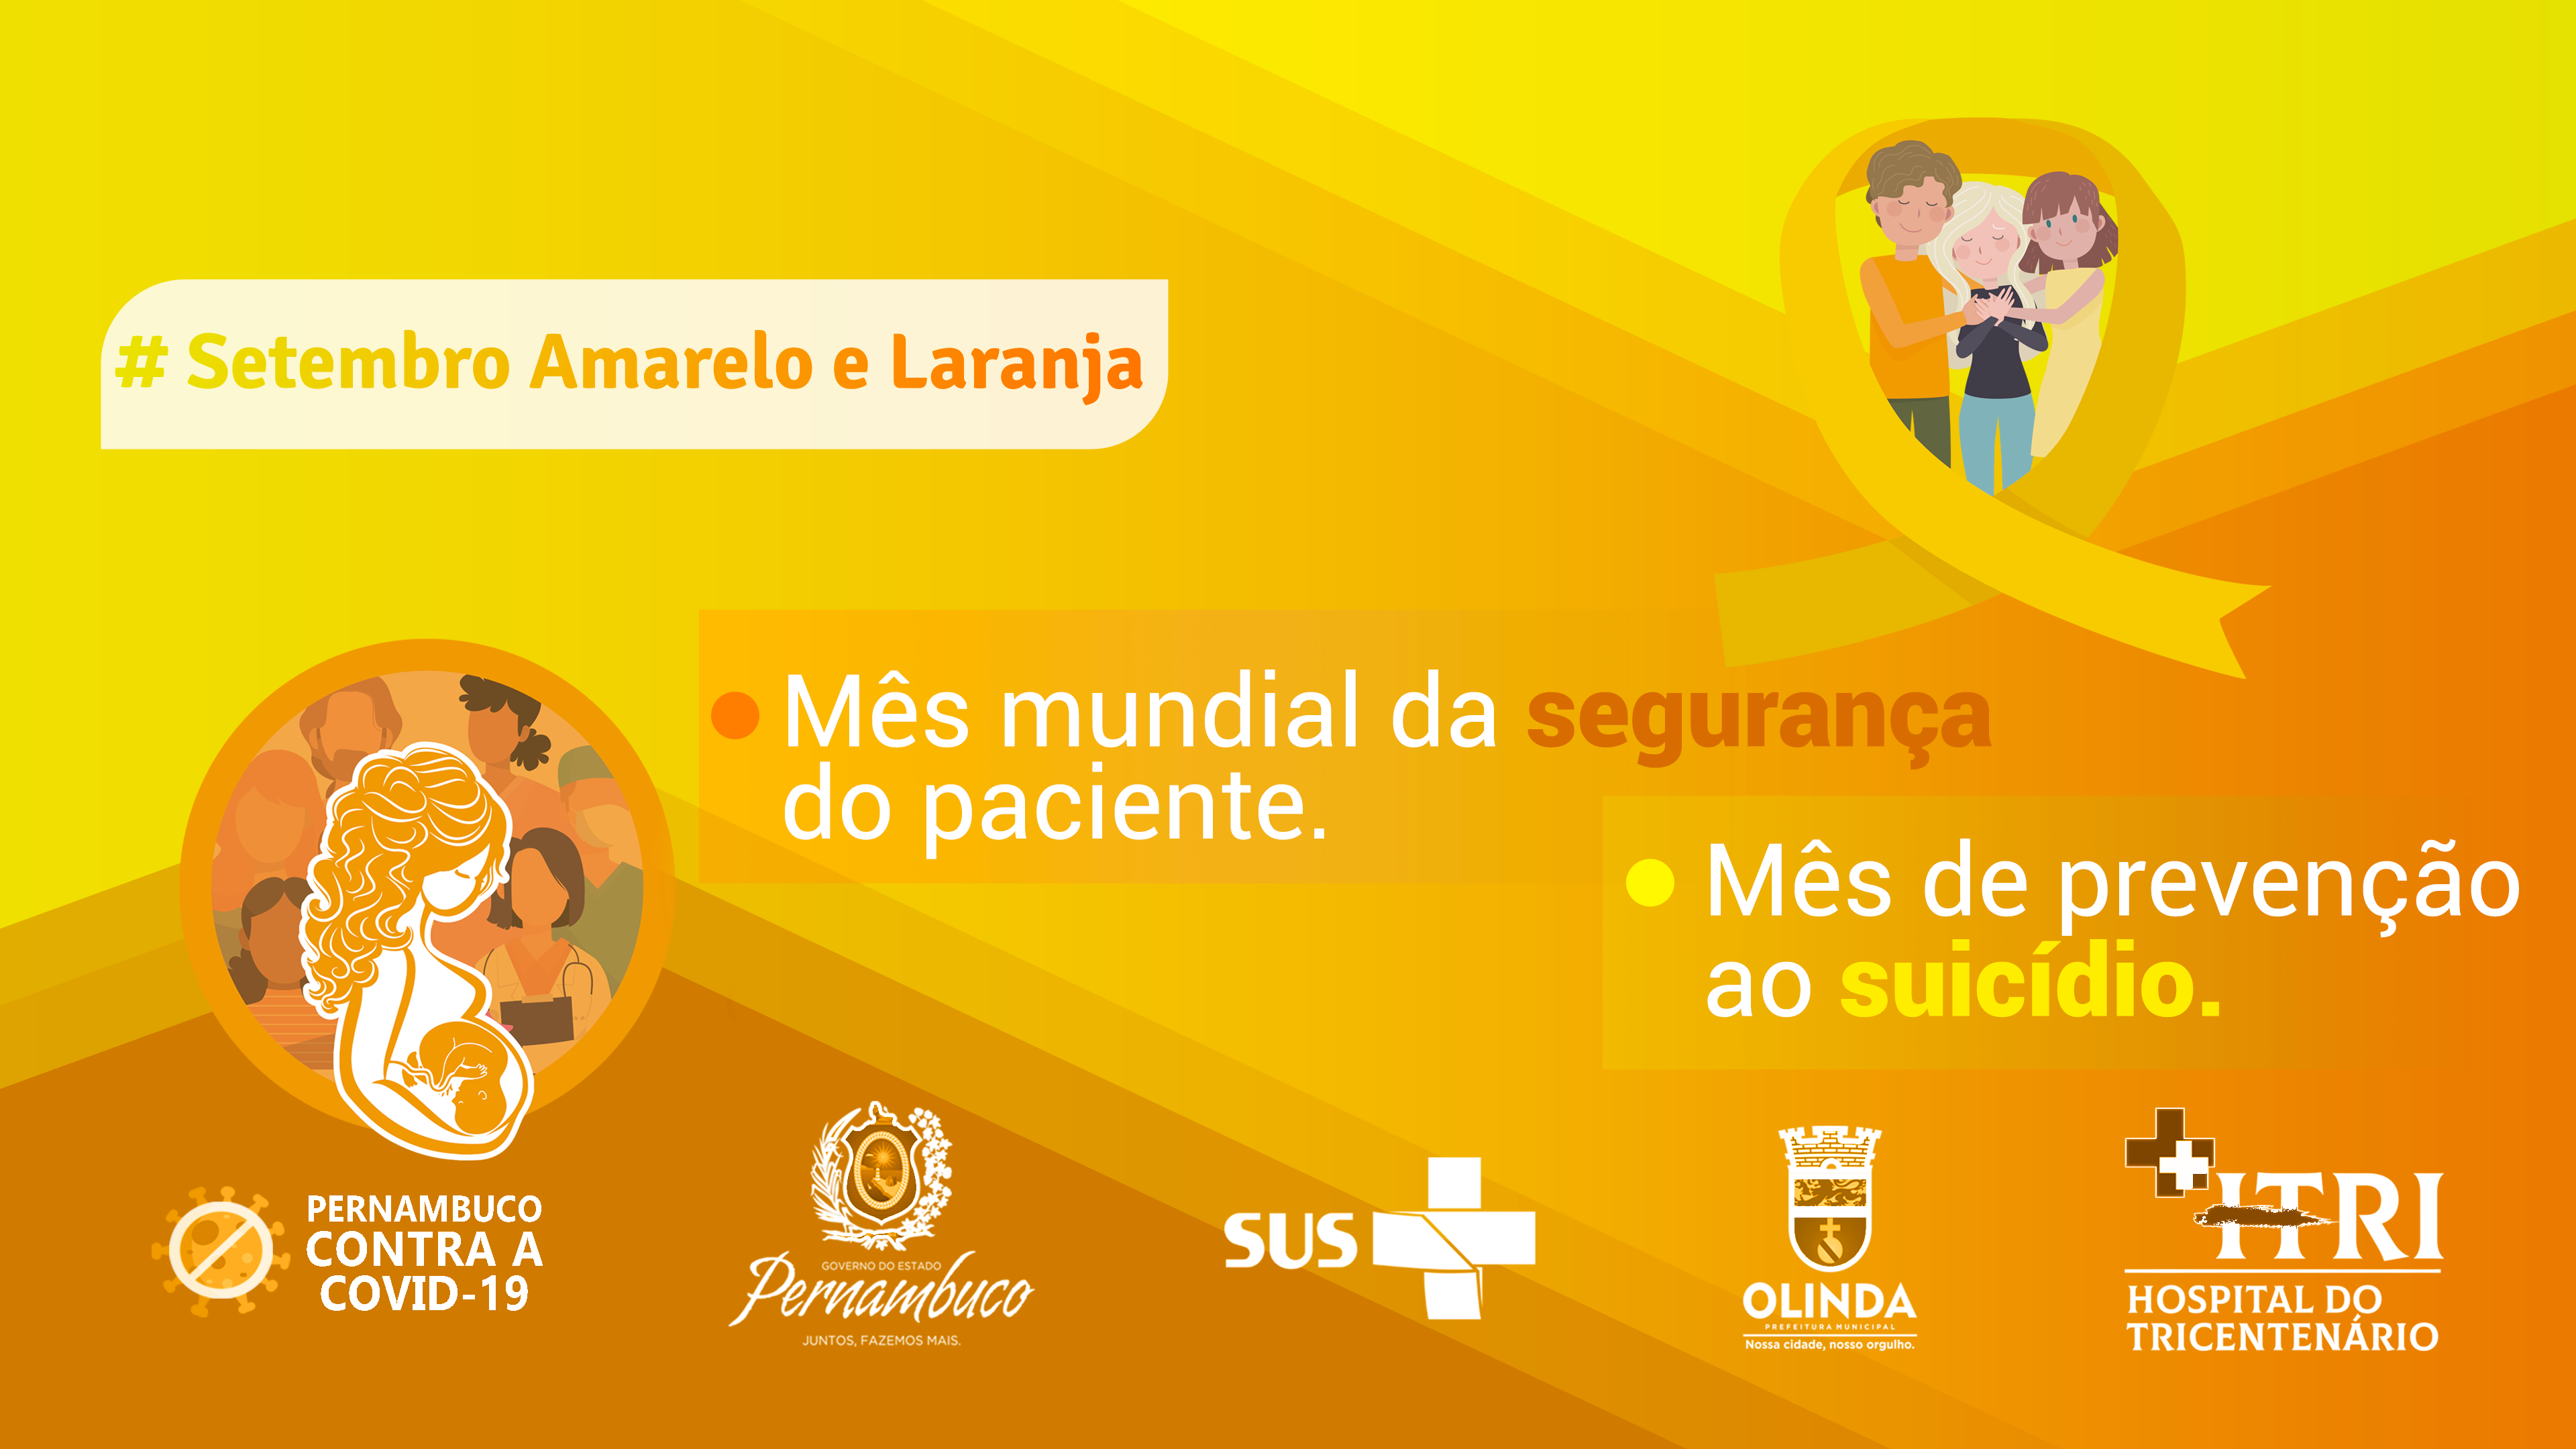 # Setembro Amarelo e Laranja
Mês mundial da segurança
do paciente.
Mês de prevenção
ao suicídio.
PERNAMBUCO
CONTRA A
COVID-19
GOVERNO DO ESTADO
Pernambuco
JUNTOS, FAZEMOS MAIS.
SUS
OLINDA
PREFEITURA MUNICIPAL
Nossa cidade, nosso orgulho.
ITRI
HOSPITAL DO
TRICENTENÁRIO